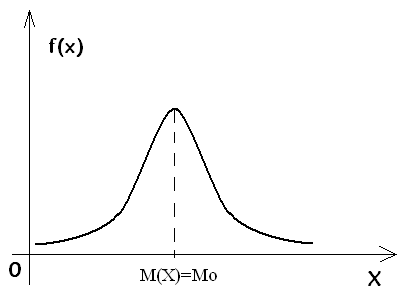 f(x)
0
M(X)=Mo
X